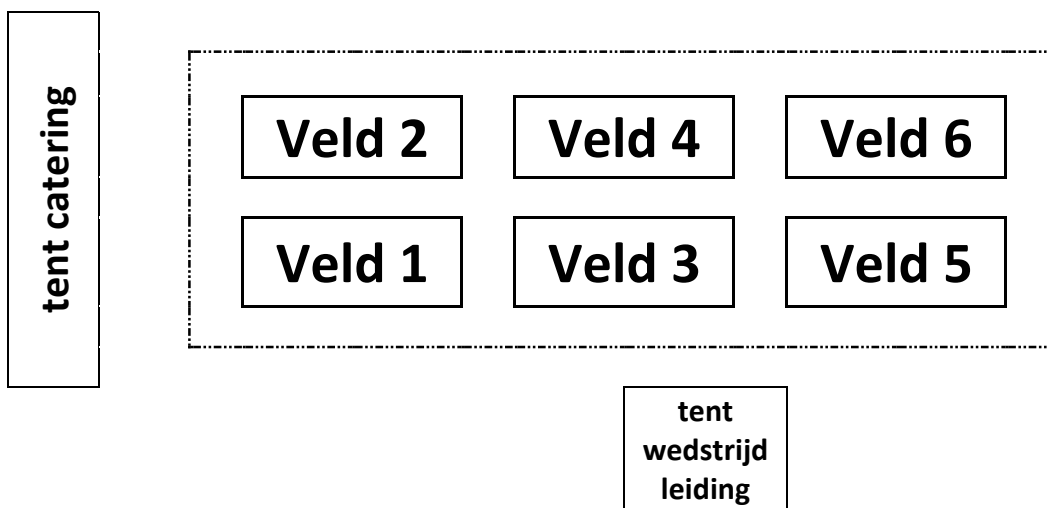 tent catering
Veld 2
Veld 4
Veld 6
Veld 1
Veld 3
Veld 5
tent
wedstrijd
leiding